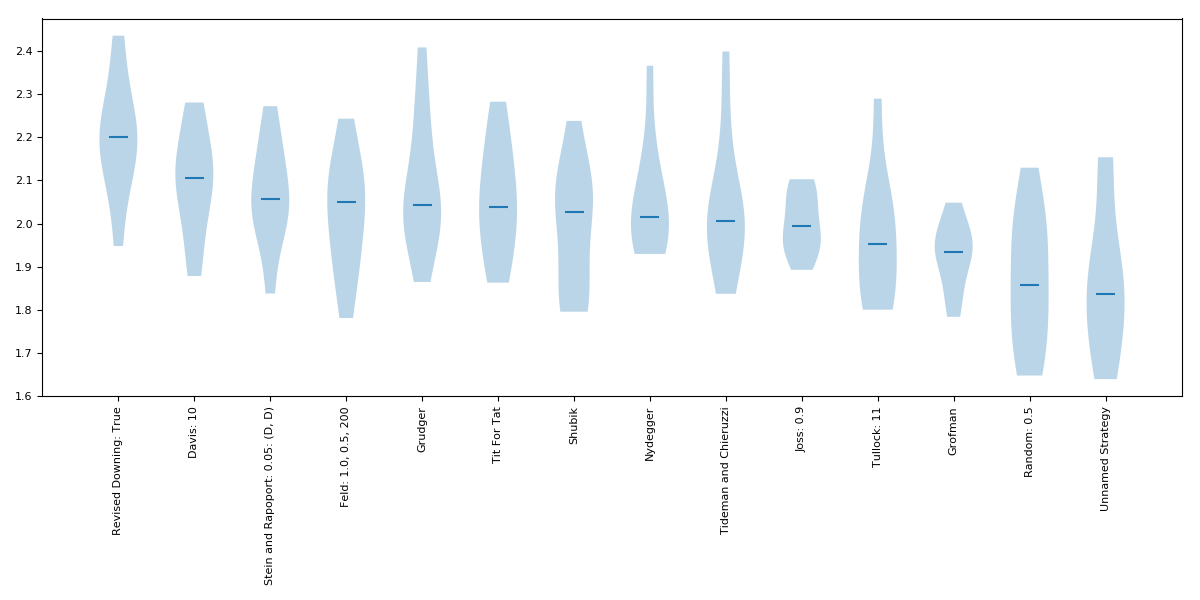 2.4
2.3
2.2
2.1
2.0
1.9
1.8
1.7
1.6
Revised Downing: True
Davis: 10
Stein and Rapoport: 0.05: (D, D)
Feld: 1.0, 0.5, 200
Grudger
Tit For Tat
Shubik
Nydegger
Tideman and Chieruzzi
Joss: 0.9
Tullock: 11
Grofman
Random: 0.5
Unnamed Strategy